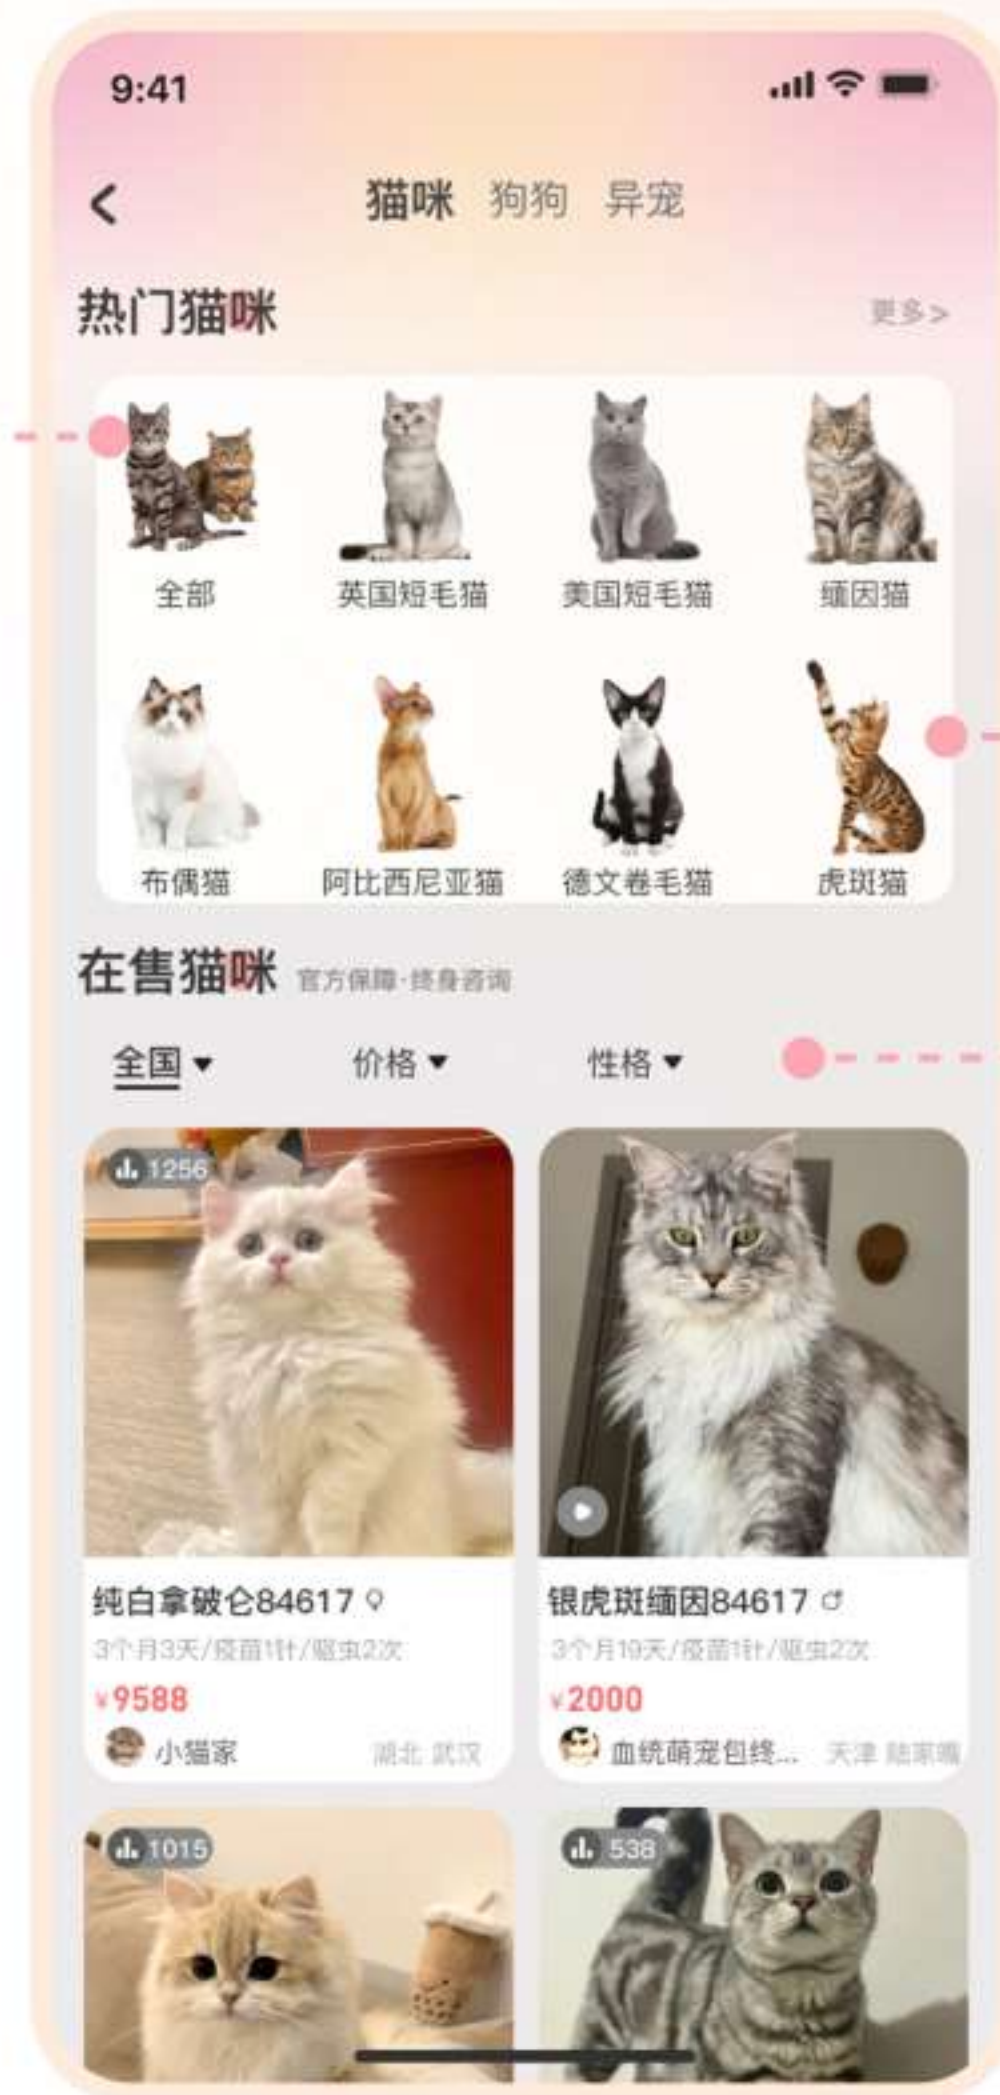 9:41
猫咪 狗狗 异宠
热门猫咪 更多>
全部 英国短毛猫 美国短毛猫 缅因猫
布偶猫 阿比西尼亚猫 德文卷毛猫 虎斑猫
在售猫咪 官方保障·终身咨询
全国 价格 性格
1256
纯白拿破仑84617
3个月3天/疫苗1针/驱虫2次
¥9588
小猫家 湖北 武汉
银虎斑缅因84617
3个月19天/疫苗1针/驱虫2次
¥2000
血统萌宠包终... 天津 陆家嘴
1015
538